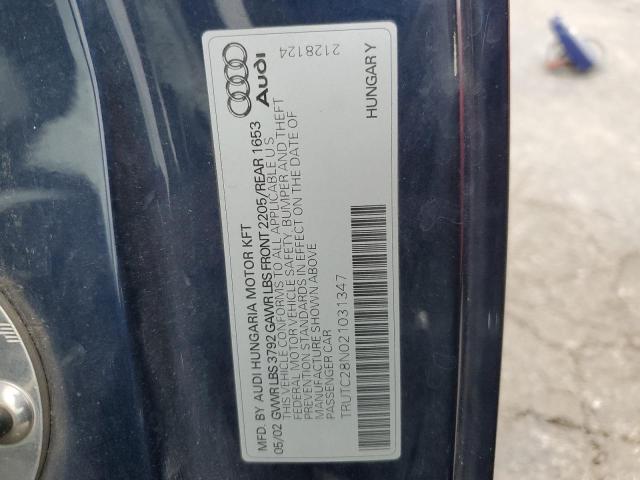 MFD. BY AUDI HUNGARIA MOTOR KFT
05/02 GVWR LBS 3792 GAWR LBS FRONT 2205/REAR 1653
THIS VEHICLE CONFORMS TO ALL APPLICABLE U S
FEDERAL MOTOR VEHICLE SAFETY, BUMPER AND THEFT
PREVENTION STANDARDS IN EFFECT ON THE DATE OF
MANUFACTURE SHOWN ABOVE
PASSENGER CAR
TRUTC28N021031347
Audi
2128124
HUNGARY